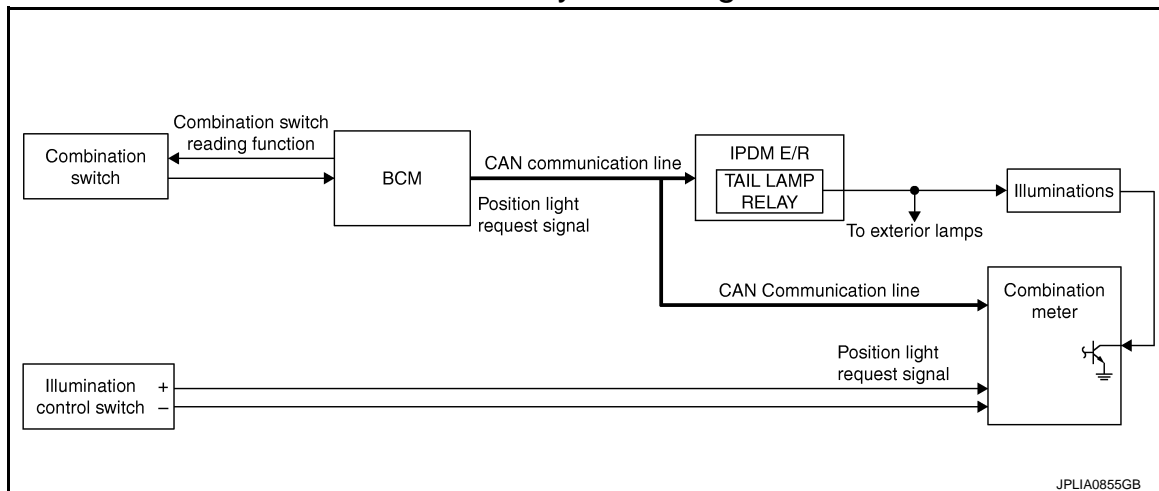 Combination switch
reading function
Combination
switch
BCM
CAN communication line
Position light
request signal
IPDM E/R
TAIL LAMP
RELAY
To exterior lamps
Illuminations
CAN Communication line
Combination
meter
Position light
request signal
Illumination
control switch
+
–
JPLIA0855GB